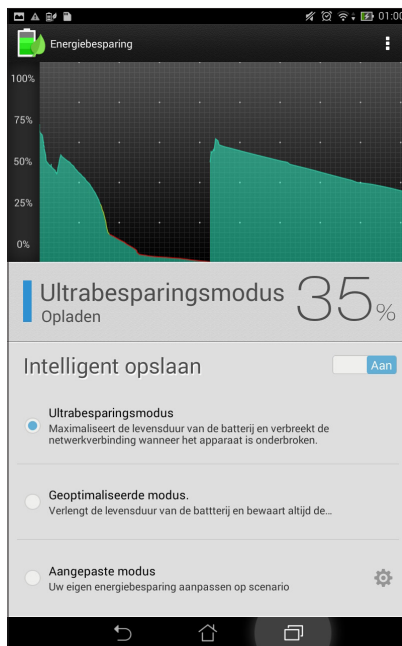 01:00
Energiebesparing
100%
75%
50%
25%
0%
Ultrabesparingsmodus
Opladen
35%
Intelligent opslaan
Aan
Ultrabesparingsmodus
Maximaliseert de levensduur van de batterij en verbreekt de
netwerkverbinding wanneer het apparaat is onderbroken.
Geoptimaliseerde modus.
Verlengt de levensduur van de battterij en bewaart altijd de...
Aangepaste modus
Uw eigen energiebesparing aanpassen op scenario